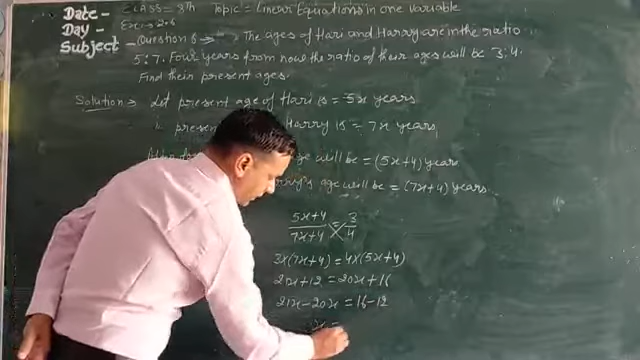 Date-
CLASS= 8th Topic = Linear Equations in one variable
Day-
Ex:-2.6
Subject-
Question 6 → The ages of Hari and Harry are in the ratio
5:7. Four years from now the ratio of their ages will be 3:4.
Find their present ages.
Solution → Let present age of Hari is = 5x years
Harry is = 7x years
will be = (5x+4) years
age will be = (7x+4) years
5x+4/7x+4 = 3/4
3x(7x+4) = 4x(5x+4)
21x+12 = 20x+16
21x-20x = 16-12
x =